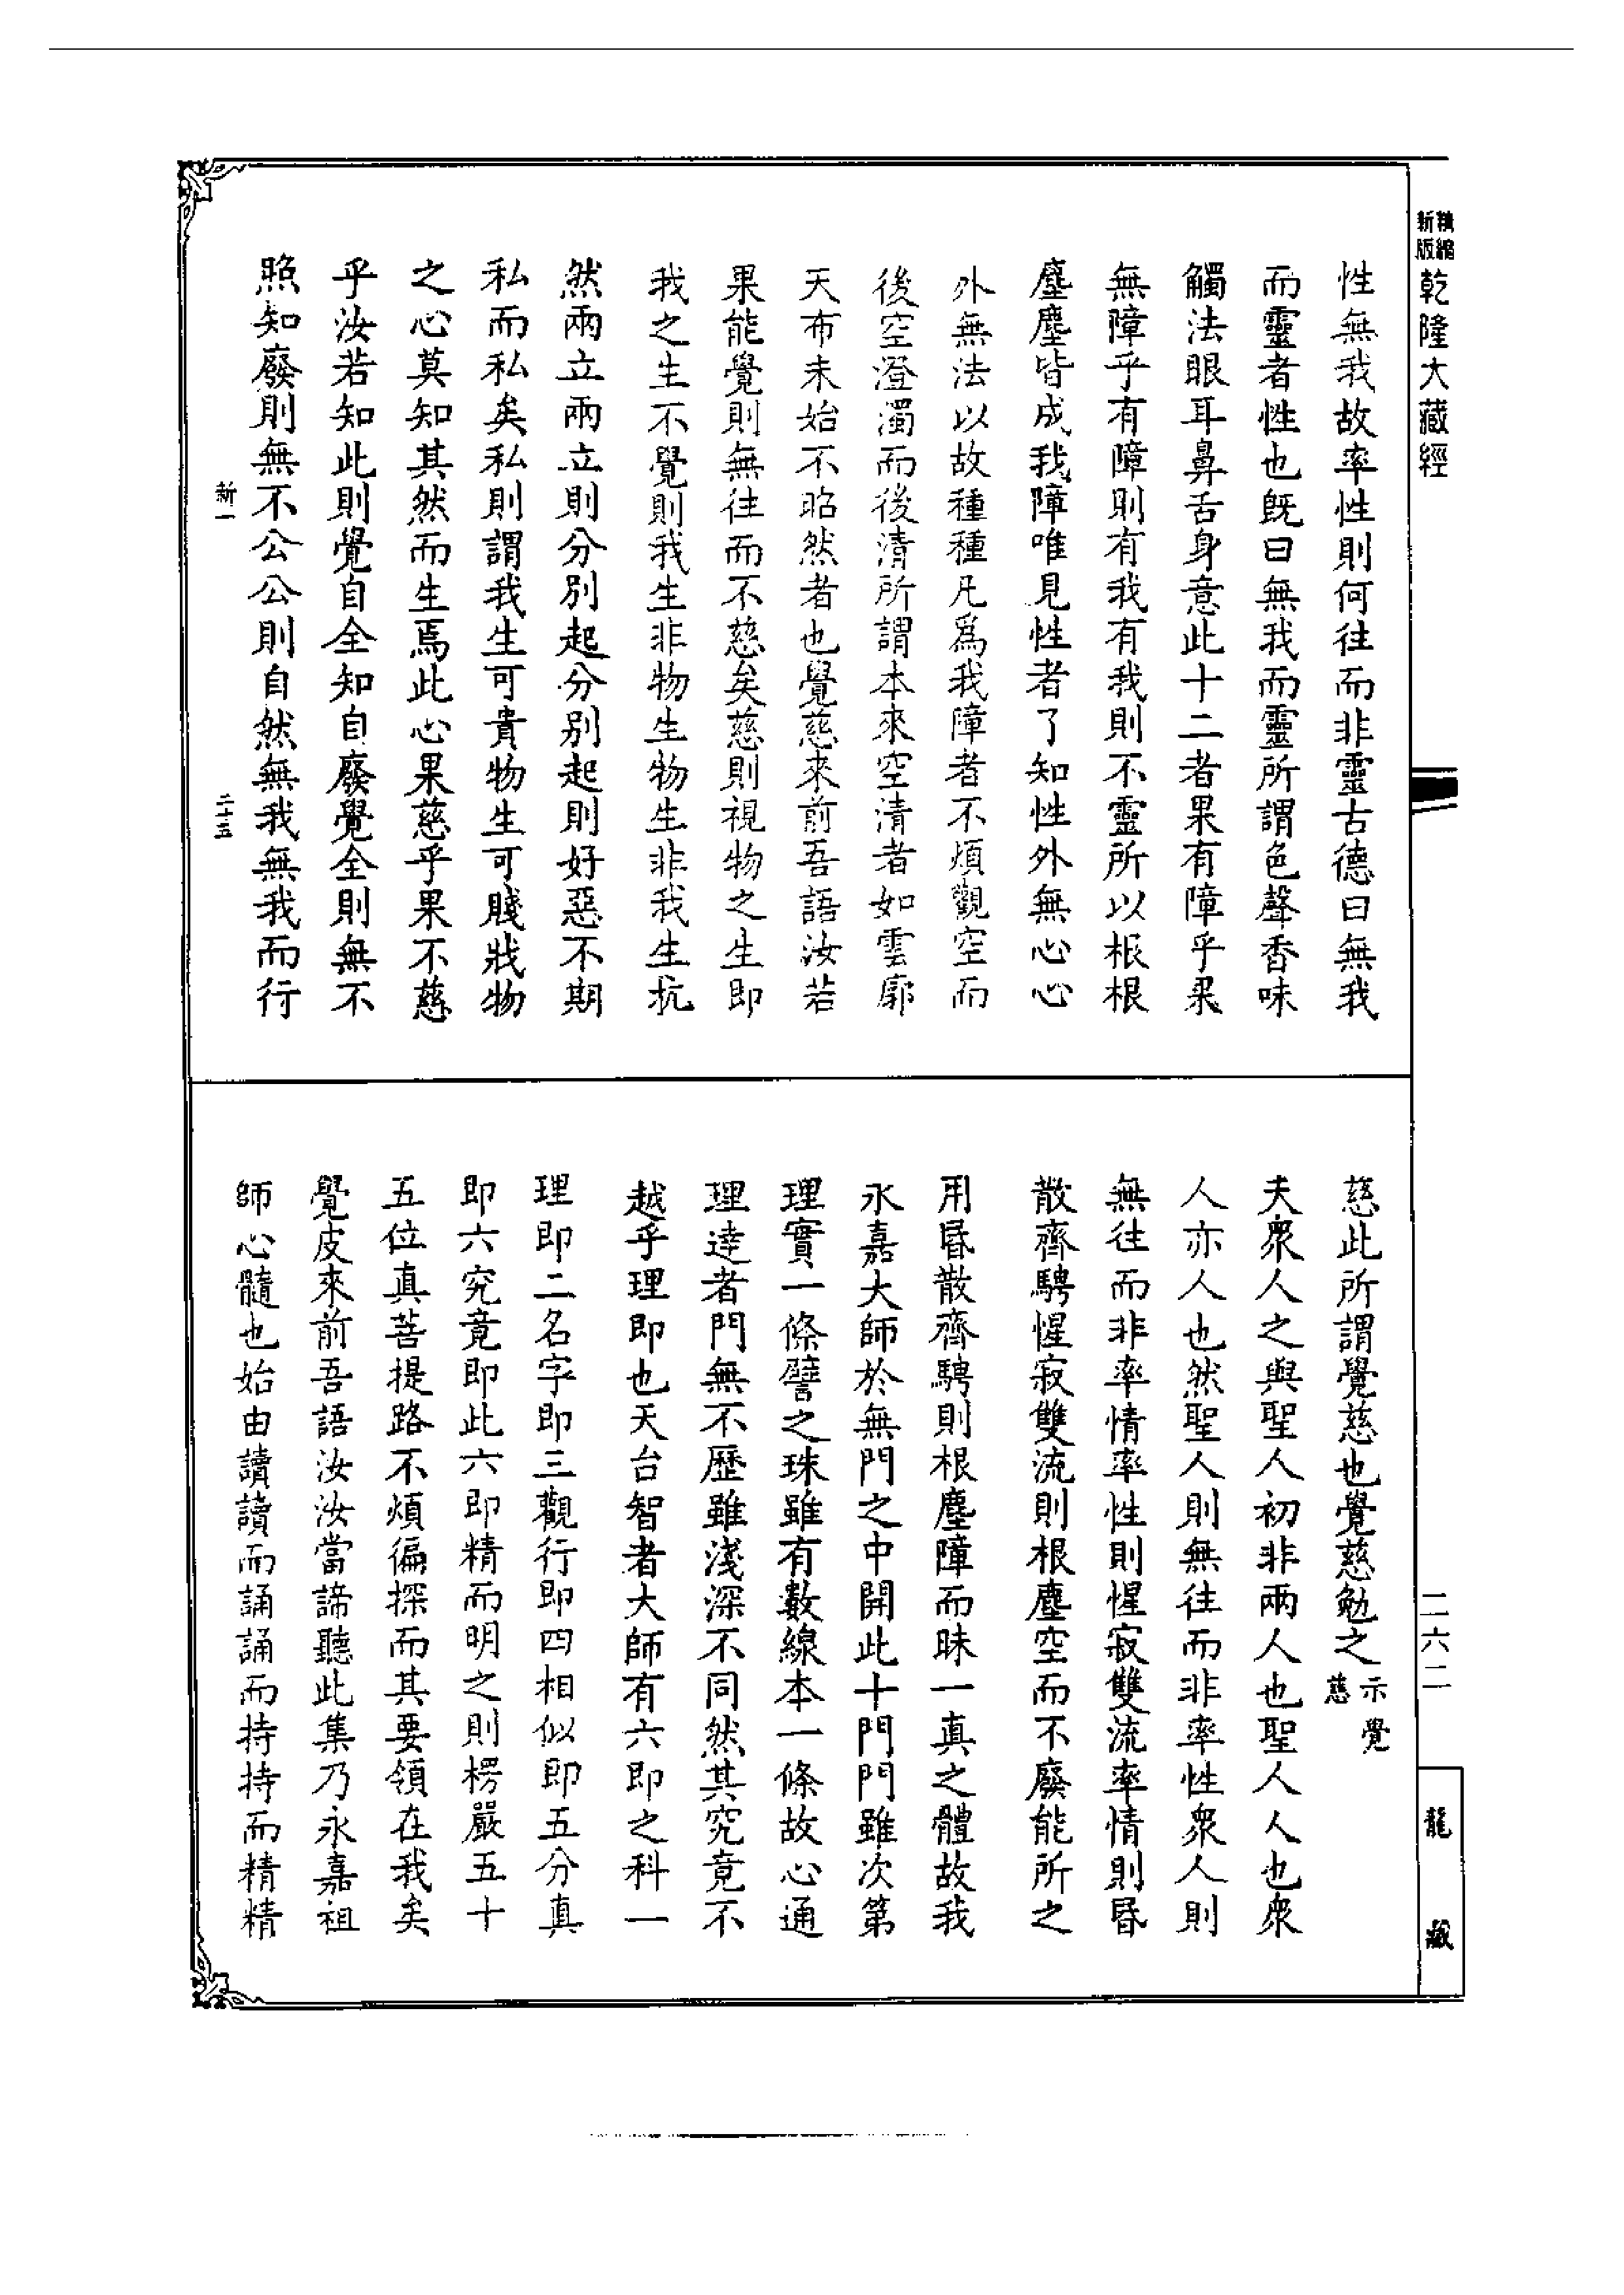 精縮
新版
乾隆大藏經
性無我故率性則何往而非靈古德曰無我
而靈者性也既曰無我而靈所謂色聲香味
觸法眼耳鼻舌身意此十二者果有障乎果
無障乎有障則有我有我則不靈所以根根
塵塵皆成我障唯見性者了知性外無心心
外無法以故種種凡爲我障者不煩觀空而
後空澄濁而後清所謂本來空清者如雲廓
天布未始不昭然者也覺慈來前吾語汝若
果能覺則無往而不慈矣慈則視物之生即
我之生不覺則我生非物生物生非我生抗
然兩立兩立則分別起分別起則好惡不期
私而私矣私則謂我生可貴物生可賤戕物
之心莫知其然而生焉此心果慈乎果不慈
乎汝若知此則覺自全知自廢覺全則無不
照知廢則無不公公則自然無我無我而行
新一
二十五
慈此所謂覺慈也覺慈勉之示覺慈
夫衆人之與聖人初非兩人也聖人人也衆
人亦人也然聖人則無往而非率性衆人則
無往而非率情率性則惺寂雙流率情則昏
散齊騁惺寂雙流則根塵空而不廢能所之
用昏散齊騁則根塵障而昧一真之體故我
永嘉大師於無門之中開此十門門雖次第
理實一條譬之珠雖有數線本一條故心通
理達者門無不歷雖淺深不同然其究竟不
越乎理即也天台智者大師有六即之科一
理即二名字即三觀行即四相似即五分真
即六究竟即此六即精而明之則楞嚴五十
五位真菩提路不煩徧探而其要領在我矣
覺皮來前吾語汝汝當諦聽此集乃永嘉祖
師心髓也始由讀讀而誦誦而持持而精精
二六二
龍藏